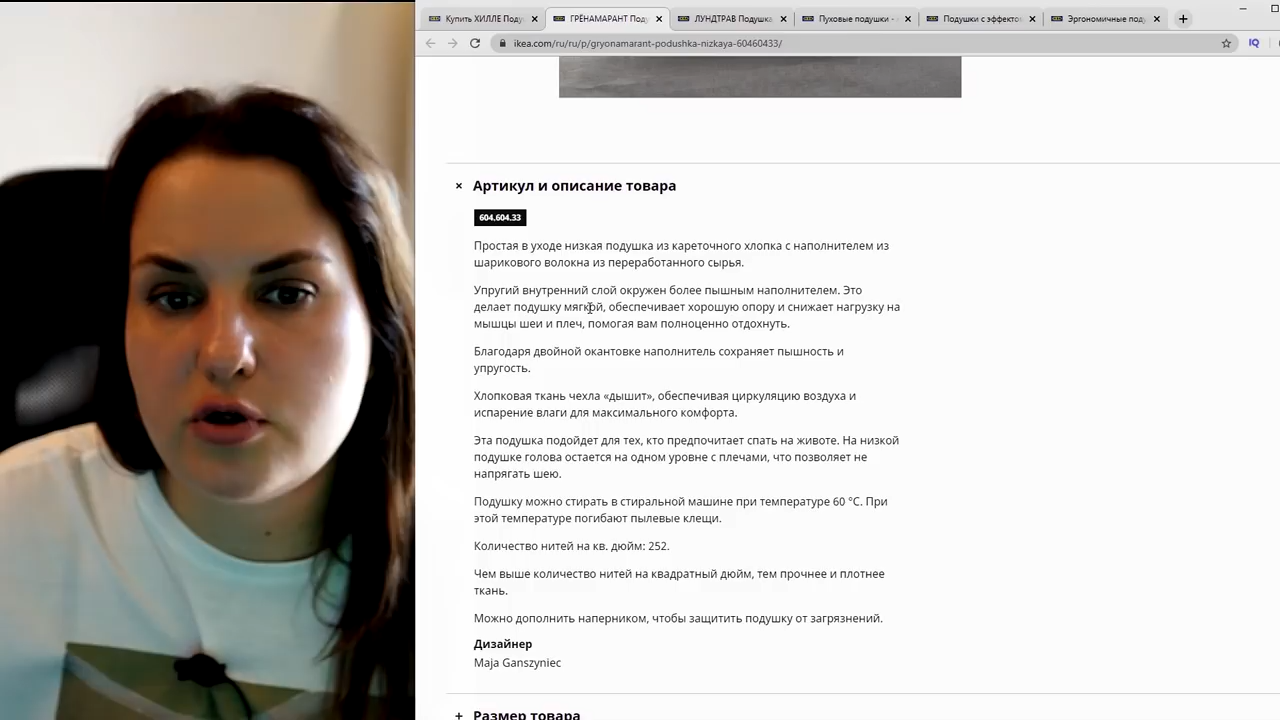 Купить ХИЛЛЕ Поду
ГРЁНАМАРАНТ Под
ЛУНДТРАВ Подушка,
Пуховые подушки -
Подушки с эффекто
Эргономичные под
ikea.com/ru/ru/p/gryonamarant-podushka-nizkaya-60460433/
Артикул и описание товара
604.604.33
Простая в уходе низкая подушка из кареточного хлопка с наполнителем из
шарикового волокна из переработанного сырья.
Упругий внутренний слой окружен более пышным наполнителем. Это
делает подушку мягкой, обеспечивает хорошую опору и снижает нагрузку на
мышцы шеи и плеч, помогая вам полноценно отдохнуть.
Благодаря двойной окантовке наполнитель сохраняет пышность и
упругость.
Хлопковая ткань чехла «дышит», обеспечивая циркуляцию воздуха и
испарение влаги для максимального комфорта.
Эта подушка подойдет для тех, кто предпочитает спать на животе. На низкой
подушке голова остается на одном уровне с плечами, что позволяет не
напрягать шею.
Подушку можно стирать в стиральной машине при температуре 60 °C. При
этой температуре погибают пылевые клещи.
Количество нитей на кв. дюйм: 252.
Чем выше количество нитей на квадратный дюйм, тем прочнее и плотнее
ткань.
Можно дополнить наперником, чтобы защитить подушку от загрязнений.
Дизайнер
Maja Ganszyniec
Размер товара